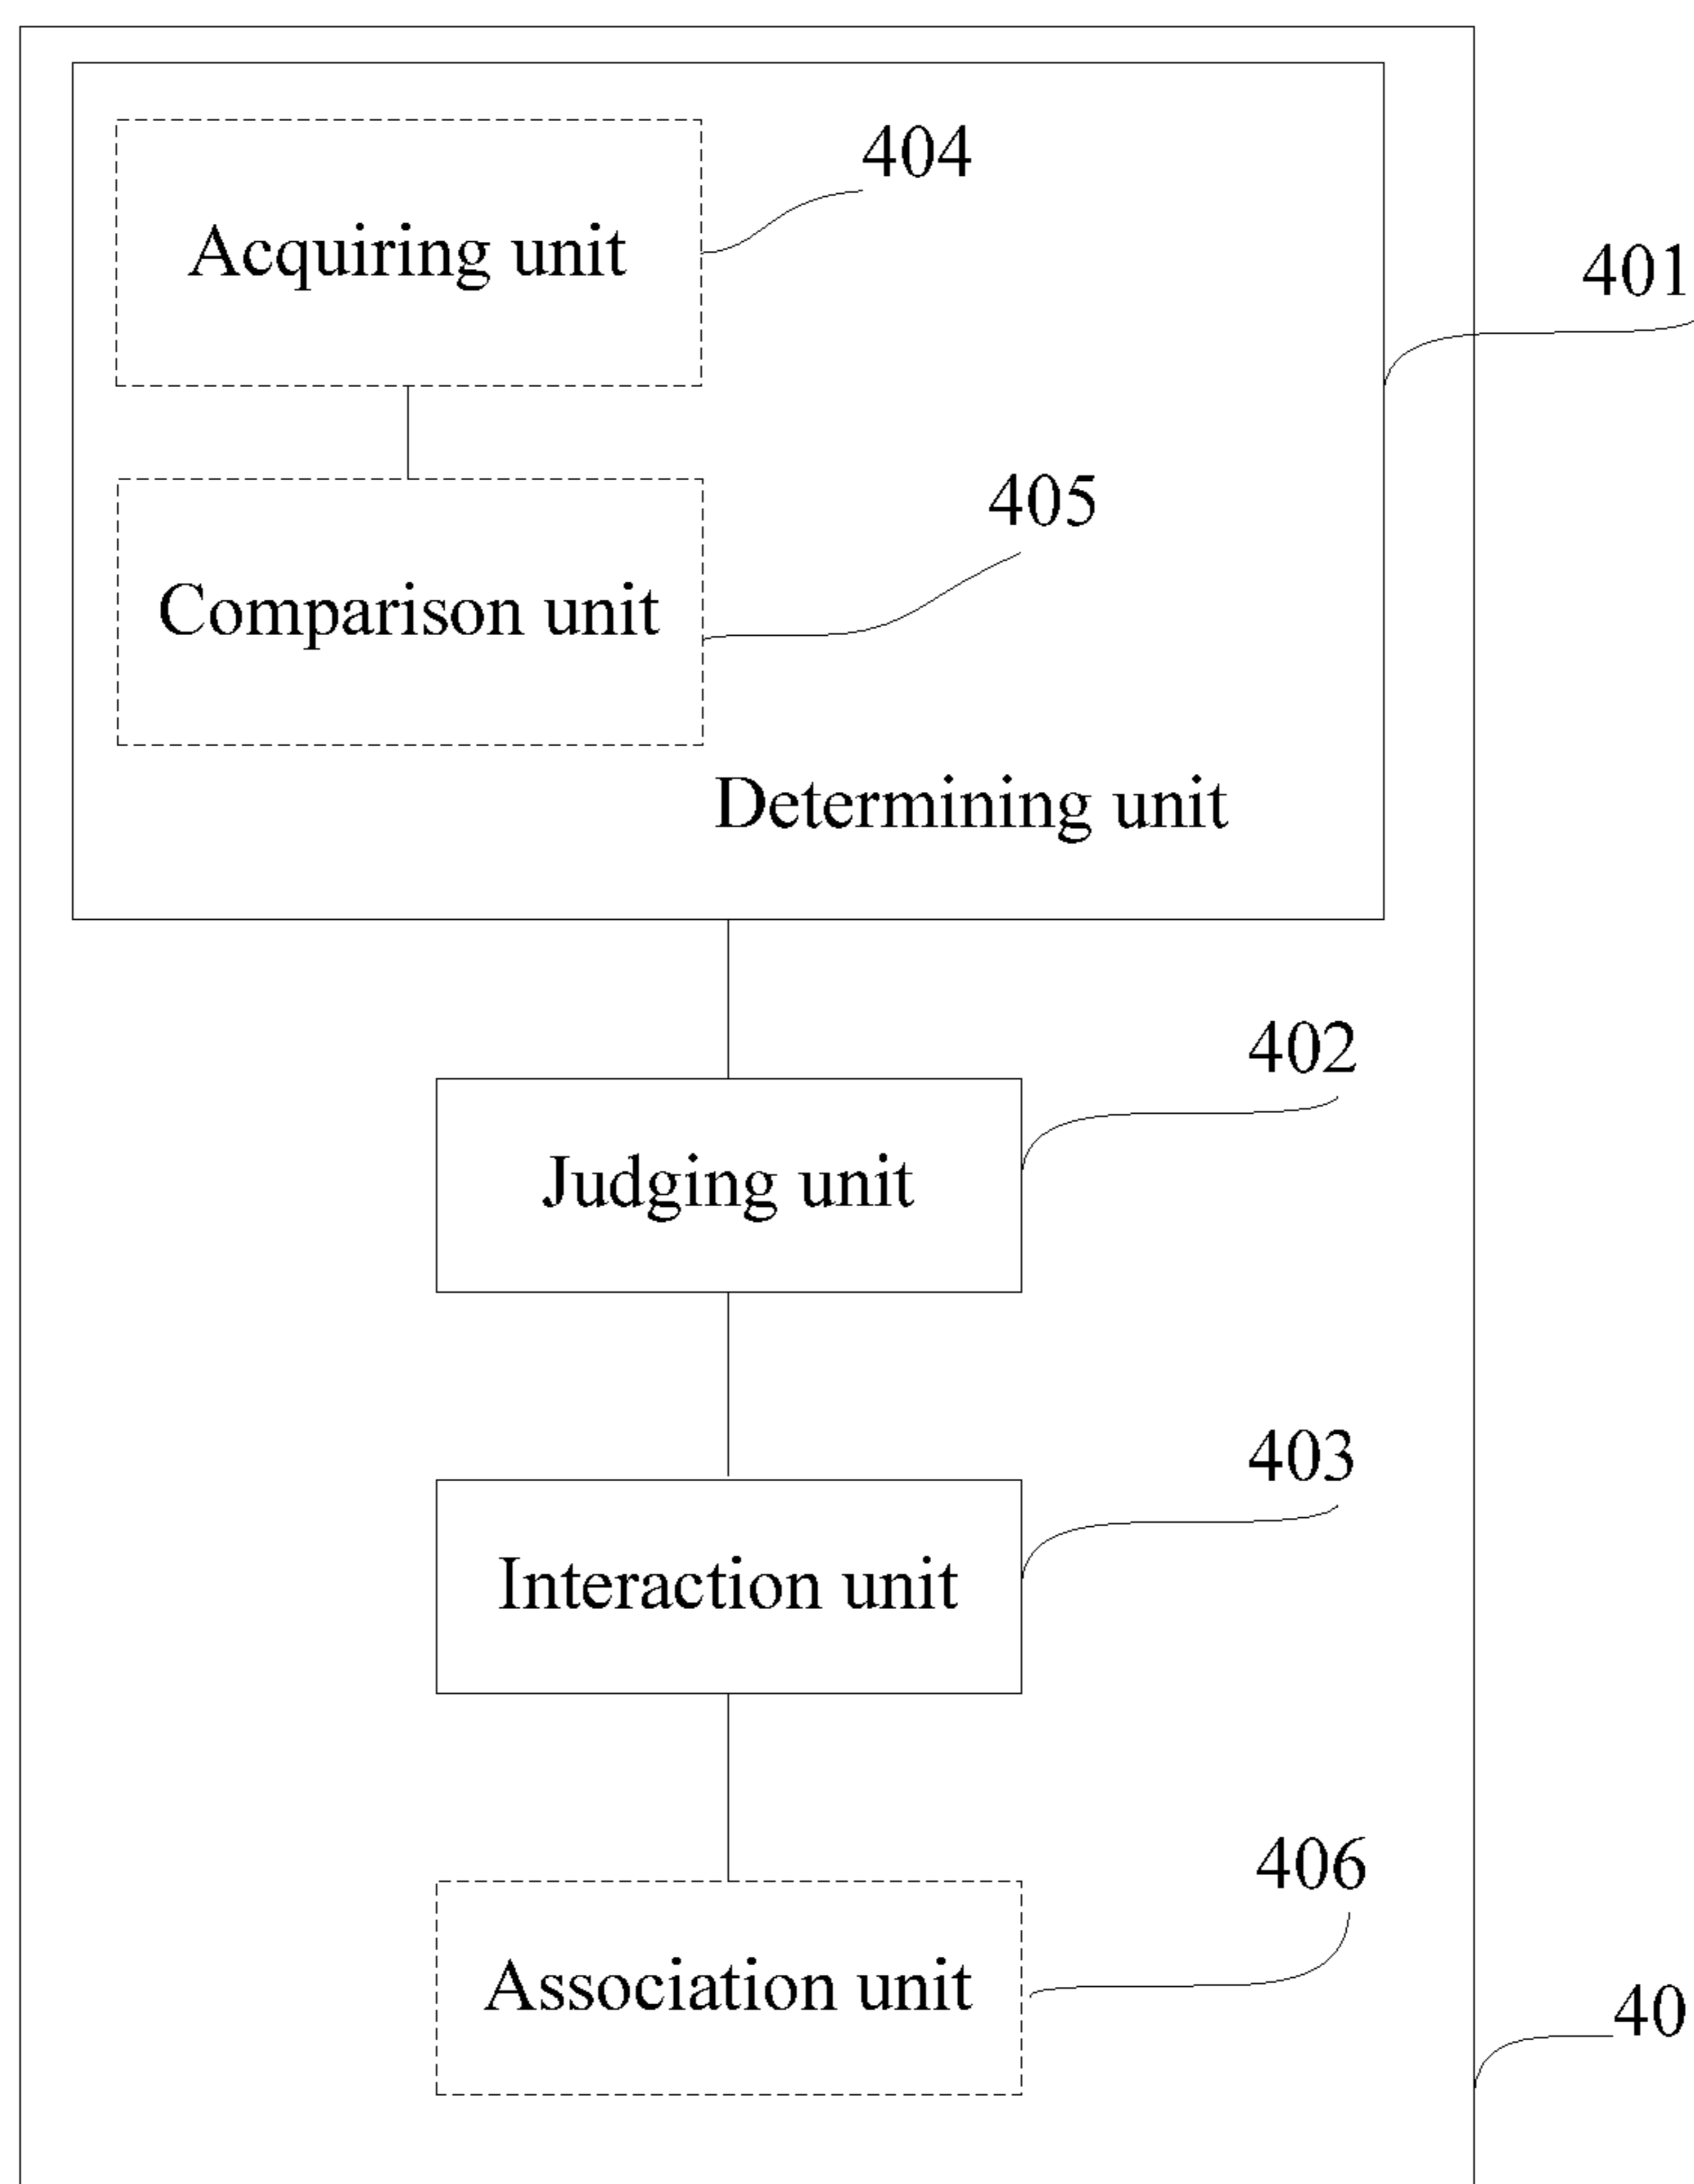 404
Acquiring unit
401
405
Comparison unit
Determining unit
402
Judging unit
403
Interaction unit
406
Association unit
40